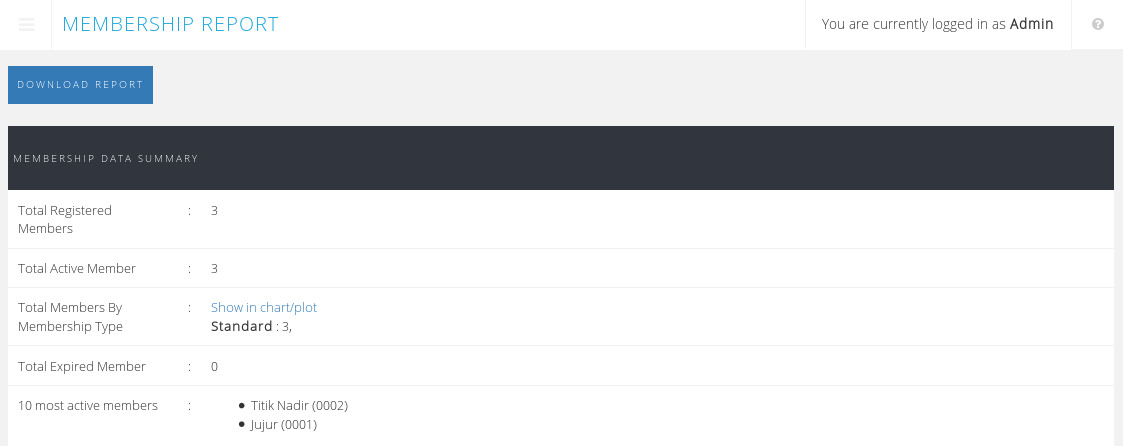 MEMBERSHIP REPORT
You are currently logged in as Admin
DOWNLOAD REPORT
MEMBERSHIP DATA SUMMARY
Total Registered Members : 3
Total Active Member : 3
Total Members By Membership Type : Show in chart/plot
Standard : 3,
Total Expired Member : 0
10 most active members :
• Titik Nadir (0002)
• Jujur (0001)